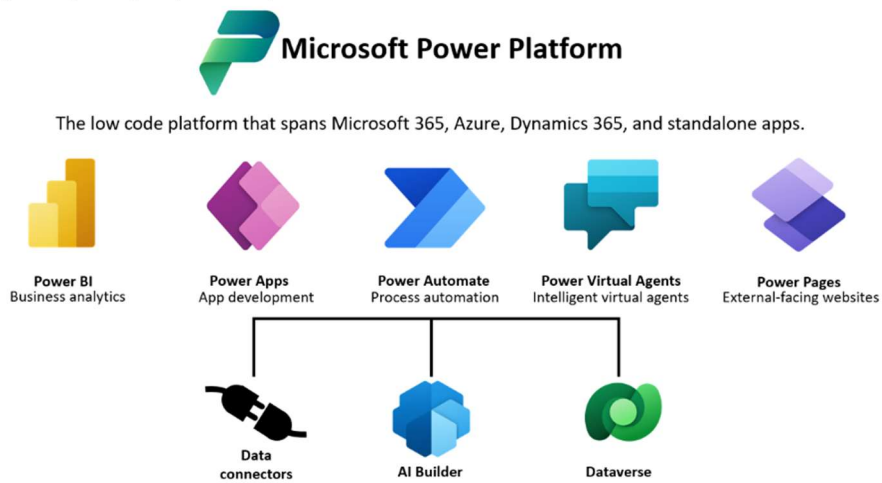 Microsoft Power Platform
The low code platform that spans Microsoft 365, Azure, Dynamics 365, and standalone apps.
Power BI
Business analytics
Power Apps
App development
Power Automate
Process automation
Power Virtual Agents
Intelligent virtual agents
Power Pages
External-facing websites
Data
connectors
AI Builder
Dataverse